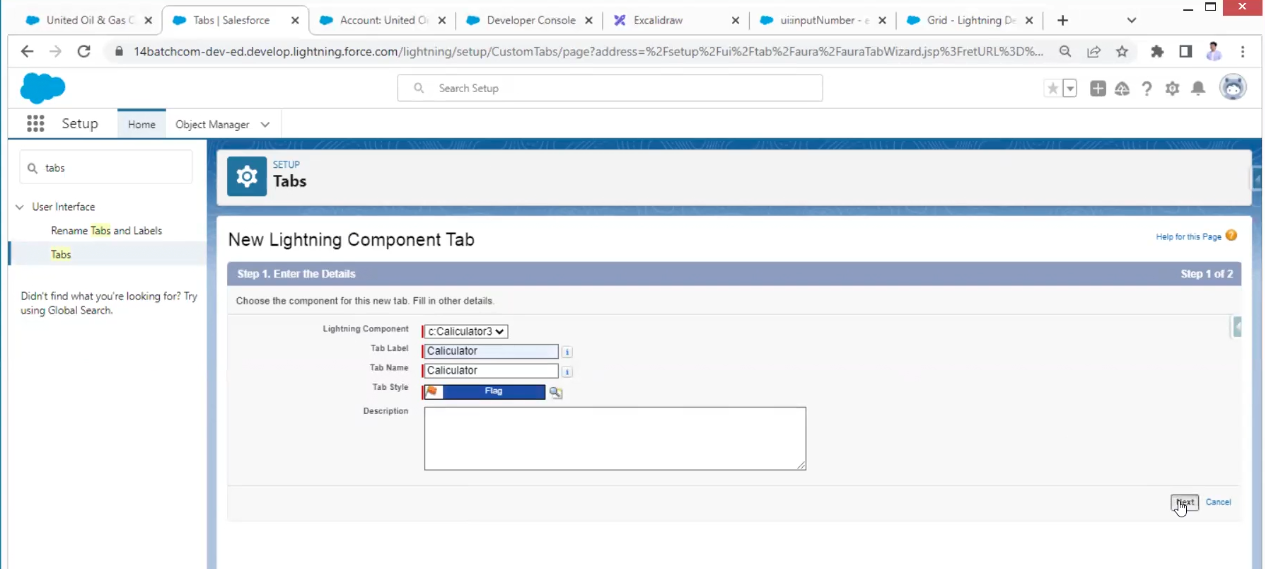 United Oil & Gas C
Tabs | Salesforce
Account: United O
Developer Console
Excalidraw
ui:inputNumber - e
Grid - Lightning De
14batchcom-dev-ed.develop.lightning.force.com/lightning/setup/CustomTabs/page?address=%2Fsetup%2Fui%2Ftab%2Faura%2FauraTabWizard.jsp%3FretURL%3D%...
Search Setup
Setup
Home
Object Manager
tabs
User Interface
Rename Tabs and Labels
Tabs
Didn't find what you're looking for? Try
using Global Search.
SETUP
Tabs
New Lightning Component Tab
Help for this Page
Step 1. Enter the Details
Step 1 of 2
Choose the component for this new tab. Fill in other details.
Lightning Component
c:Caliculator3
Tab Label
Caliculator
Tab Name
Caliculator
Tab Style
Flag
Description
Next
Cancel